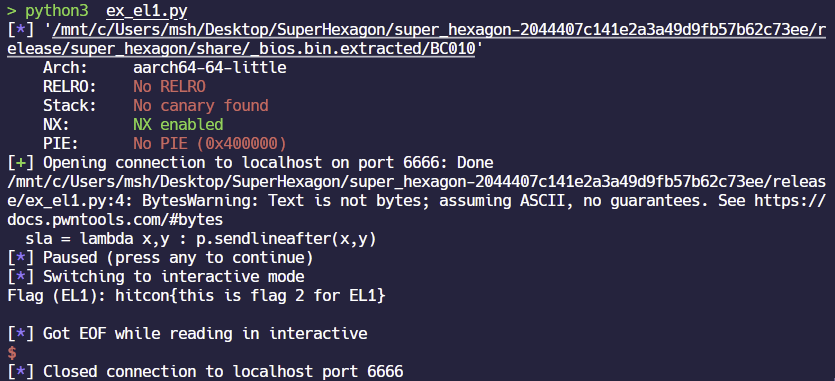 > python3  ex_el1.py
[*] '/mnt/c/Users/msh/Desktop/SuperHexagon/super_hexagon-2044407c141e2a3a49d9fb57b62c73ee/r
elease/super_hexagon/share/_bios.bin.extracted/BC010'
    Arch:     aarch64-64-little
    RELRO:    No RELRO
    Stack:    No canary found
    NX:       NX enabled
    PIE:      No PIE (0x400000)
[+] Opening connection to localhost on port 6666: Done
/mnt/c/Users/msh/Desktop/SuperHexagon/super_hexagon-2044407c141e2a3a49d9fb57b62c73ee/releas
e/ex_el1.py:4: BytesWarning: Text is not bytes; assuming ASCII, no guarantees. See https://
docs.pwntools.com/#bytes
  sla = lambda x,y : p.sendlineafter(x,y)
[*] Paused (press any to continue)
[*] Switching to interactive mode
Flag (EL1): hitcon{this is flag 2 for EL1}

[*] Got EOF while reading in interactive
$
[*] Closed connection to localhost port 6666